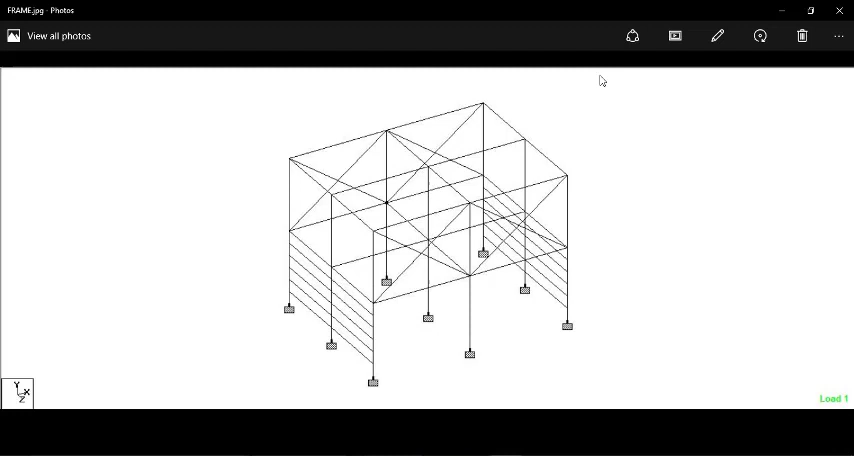 FRAME.jpg - Photos
View all photos
Y
X
Z
Load 1